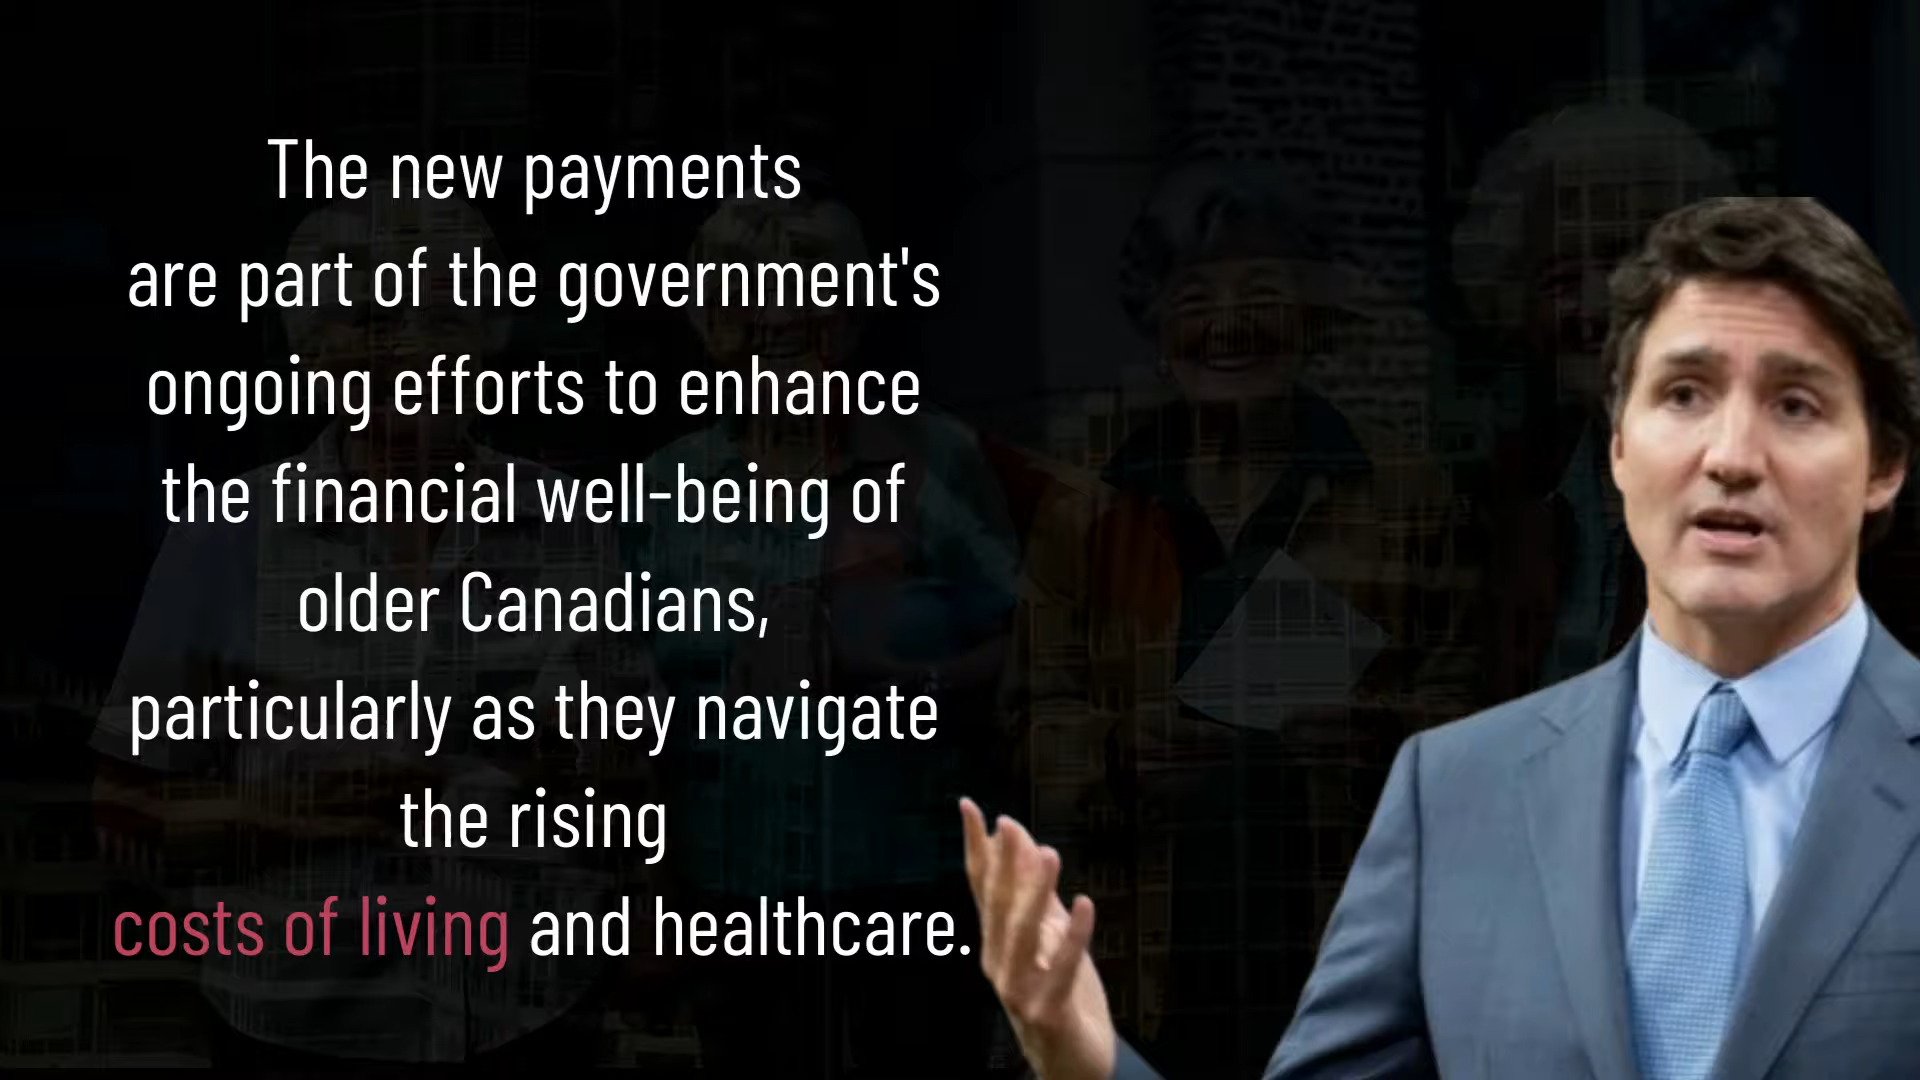 The new payments
are part of the government's
ongoing efforts to enhance
the financial well-being of
older Canadians,
particularly as they navigate
the rising
costs of living and healthcare.